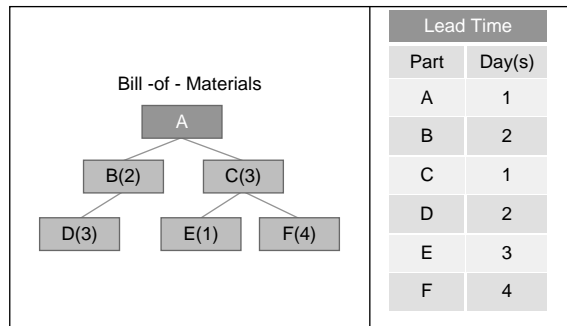 Bill -of - Materials
A
B(2) C(3)
D(3) E(1) F(4)
Lead Time
Part Day(s)
A 1
B 2
C 1
D 2
E 3
F 4